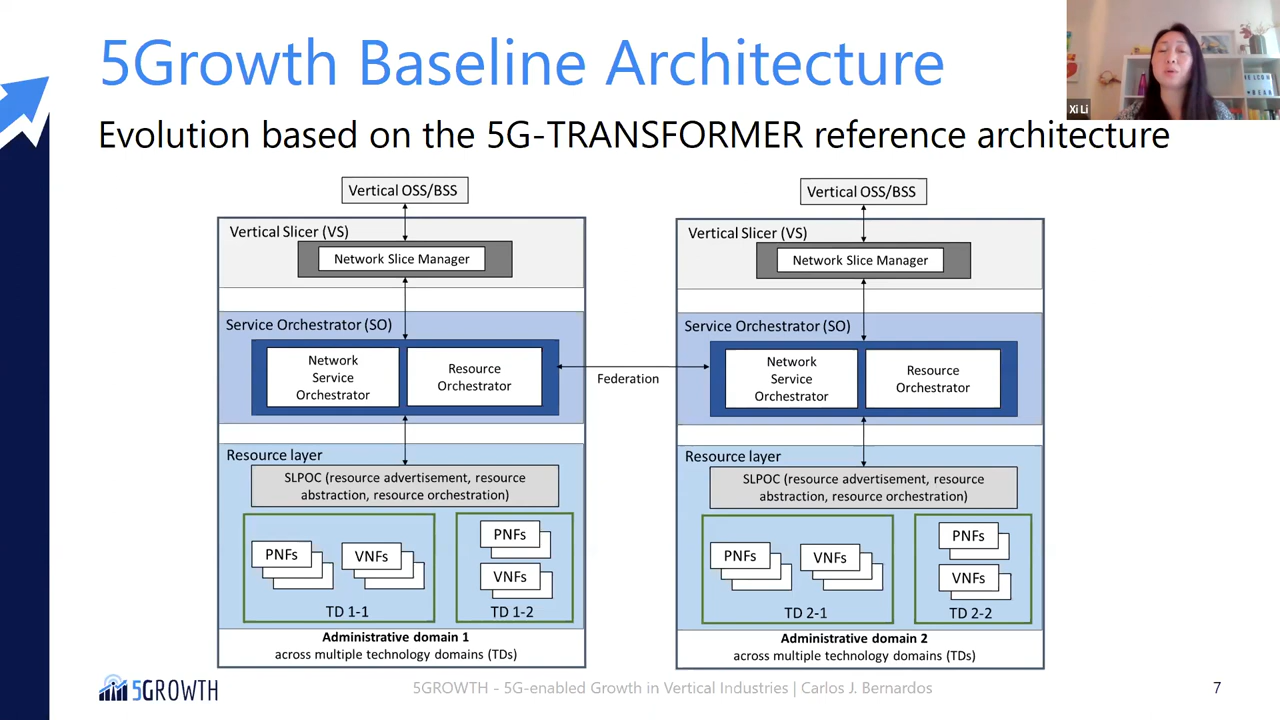 5Growth Baseline Architecture
Xi Li
Evolution based on the 5G-TRANSFORMER reference architecture
Vertical OSS/BSS
Vertical Slicer (VS)
Network Slice Manager
Service Orchestrator (SO)
Network
Service
Orchestrator
Resource
Orchestrator
Federation
Resource layer
SLPOC (resource advertisement, resource
abstraction, resource orchestration)
PNFs
VNFs
TD 1-1
PNFs
VNFs
TD 1-2
Administrative domain 1
across multiple technology domains (TDs)
Vertical OSS/BSS
Vertical Slicer (VS)
Network Slice Manager
Service Orchestrator (SO)
Network
Service
Orchestrator
Resource
Orchestrator
Resource layer
SLPOC (resource advertisement, resource
abstraction, resource orchestration)
PNFs
VNFs
TD 2-1
PNFs
VNFs
TD 2-2
Administrative domain 2
across multiple technology domains (TDs)
5GROWTH
5GROWTH - 5G-enabled Growth in Vertical Industries | Carlos J. Bernardos
7